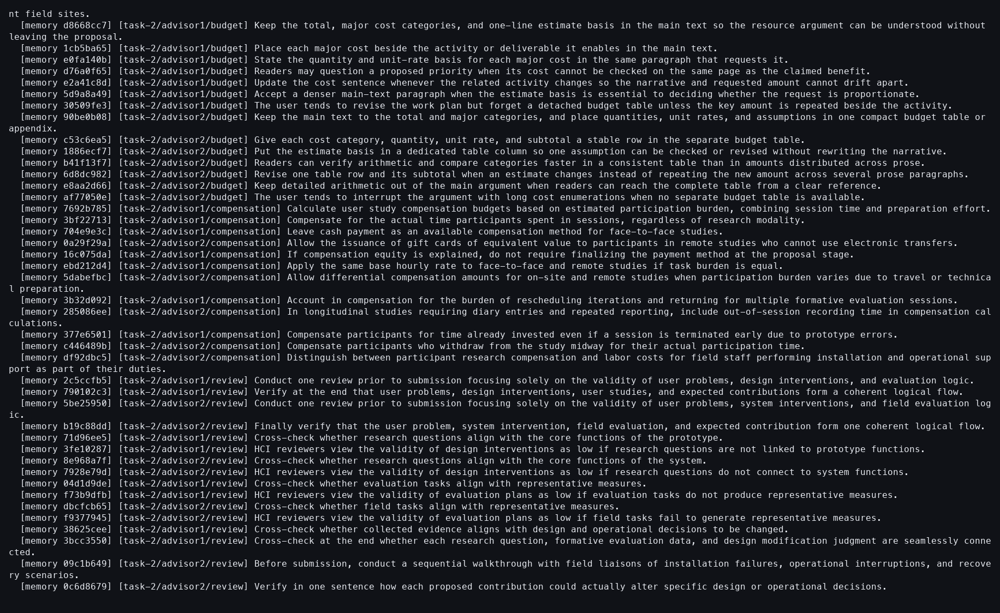 nt field sites.
[memory d8668cc7] [task-2/advisor1/budget] Keep the total, major cost categories, and one-line estimate basis in the main text so the resource argument can be understood without
leaving the proposal.
[memory 1cb5ba65] [task-2/advisor1/budget] Place each major cost beside the activity or deliverable it enables in the main text.
[memory e0fa140b] [task-2/advisor1/budget] State the quantity and unit-rate basis for each major cost in the same paragraph that requests it.
[memory d76a0f65] [task-2/advisor1/budget] Readers may question a proposed priority when its cost cannot be checked on the same page as the claimed benefit.
[memory e2a41c8d] [task-2/advisor1/budget] Update the cost sentence whenever the related activity changes so the narrative and requested amount cannot drift apart.
[memory 5d9a8a49] [task-2/advisor1/budget] Accept a denser main-text paragraph when the estimate basis is essential to deciding whether the request is proportionate.
[memory 30509fe3] [task-2/advisor1/budget] The user tends to revise the work plan but forget a detached budget table unless the key amount is repeated beside the activity.
[memory 90be0b08] [task-2/advisor2/budget] Keep the main text to the total and major categories, and place quantities, unit rates, and assumptions in one compact budget table or
appendix.
[memory c53c6ea5] [task-2/advisor2/budget] Give each cost category, quantity, unit rate, and subtotal a stable row in the separate budget table.
[memory 1886ecf7] [task-2/advisor2/budget] Put the estimate basis in a dedicated table column so one assumption can be checked or revised without rewriting the narrative.
[memory b41f13f7] [task-2/advisor2/budget] Readers can verify arithmetic and compare categories faster in a consistent table than in amounts distributed across prose.
[memory 6d8dc982] [task-2/advisor2/budget] Revise one table row and its subtotal when an estimate changes instead of repeating the new amount across several prose paragraphs.
[memory e8aa2d66] [task-2/advisor2/budget] Keep detailed arithmetic out of the main argument when readers can reach the complete table from a clear reference.
[memory af77050e] [task-2/advisor2/budget] The user tends to interrupt the argument with long cost enumerations when no separate budget table is available.
[memory 7692b785] [task-2/advisor1/compensation] Calculate user study compensation budgets based on estimated participation burden, combining session time and preparation effort.
[memory 3bf22713] [task-2/advisor1/compensation] Compensate for the actual time participants spent in sessions, regardless of research modality.
[memory 704e9e3c] [task-2/advisor1/compensation] Leave cash payment as an available compensation method for face-to-face studies.
[memory 0a29f29a] [task-2/advisor2/compensation] Allow the issuance of gift cards of equivalent value to participants in remote studies who cannot use electronic transfers.
[memory 16c075da] [task-2/advisor1/compensation] If compensation equity is explained, do not require finalizing the payment method at the proposal stage.
[memory ebd212d4] [task-2/advisor1/compensation] Apply the same base hourly rate to face-to-face and remote studies if task burden is equal.
[memory 5dabefbc] [task-2/advisor2/compensation] Allow differential compensation amounts for on-site and remote studies when participation burden varies due to travel or technica
l preparation.
[memory 3b32d092] [task-2/advisor1/compensation] Account in compensation for the burden of rescheduling iterations and returning for multiple formative evaluation sessions.
[memory 285086ee] [task-2/advisor2/compensation] In longitudinal studies requiring diary entries and repeated reporting, include out-of-session recording time in compensation cal
culations.
[memory 377e6501] [task-2/advisor1/compensation] Compensate participants for time already invested even if a session is terminated early due to prototype errors.
[memory c446489b] [task-2/advisor2/compensation] Compensate participants who withdraw from the study midway for their actual participation time.
[memory df92dbc5] [task-2/advisor2/compensation] Distinguish between participant research compensation and labor costs for field staff performing installation and operational sup
port as part of their duties.
[memory 2c5ccfb5] [task-2/advisor1/review] Conduct one review prior to submission focusing solely on the validity of user problems, design interventions, and evaluation logic.
[memory 790102c3] [task-2/advisor1/review] Verify at the end that user problems, design interventions, user studies, and expected contributions form a coherent logical flow.
[memory 5be25950] [task-2/advisor2/review] Conduct one review prior to submission focusing solely on the validity of user problems, system interventions, and field evaluation log
ic.
[memory b19c88dd] [task-2/advisor2/review] Finally verify that the user problem, system intervention, field evaluation, and expected contribution form one coherent logical flow.
[memory 71d96ee5] [task-2/advisor1/review] Cross-check whether research questions align with the core functions of the prototype.
[memory 3fe10287] [task-2/advisor1/review] HCI reviewers view the validity of design interventions as low if research questions are not linked to prototype functions.
[memory 8e968a7f] [task-2/advisor2/review] Cross-check whether research questions align with the core functions of the system.
[memory 7928e79d] [task-2/advisor2/review] HCI reviewers view the validity of design interventions as low if research questions do not connect to system functions.
[memory 04d1d9de] [task-2/advisor1/review] Cross-check whether evaluation tasks align with representative measures.
[memory f73b9dfb] [task-2/advisor1/review] HCI reviewers view the validity of evaluation plans as low if evaluation tasks do not produce representative measures.
[memory dbcfcb65] [task-2/advisor2/review] Cross-check whether field tasks align with representative measures.
[memory f9377945] [task-2/advisor2/review] HCI reviewers view the validity of evaluation plans as low if field tasks fail to generate representative measures.
[memory 38625cee] [task-2/advisor1/review] Cross-check whether collected evidence aligns with design and operational decisions to be changed.
[memory 3bcc3550] [task-2/advisor1/review] Cross-check at the end whether each research question, formative evaluation data, and design modification judgment are seamlessly conne
cted.
[memory 09c1b649] [task-2/advisor2/review] Before submission, conduct a sequential walkthrough with field liaisons of installation failures, operational interruptions, and recove
ry scenarios.
[memory 0c6d8679] [task-2/advisor2/review] Verify in one sentence how each proposed contribution could actually alter specific design or operational decisions.